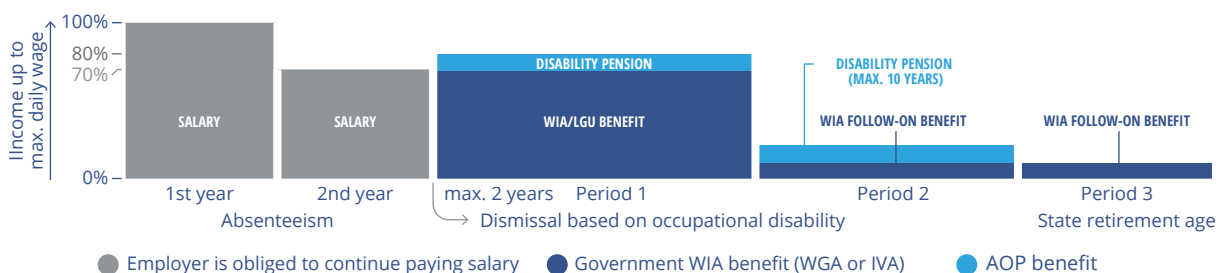 IIncome up to
max. daily wage
100%
80%
70%
0%
SALARY
SALARY
DISABILITY PENSION
WIA/LGU BENEFIT
DISABILITY PENSION
(MAX. 10 YEARS)
WIA FOLLOW-ON BENEFIT
WIA FOLLOW-ON BENEFIT
1st year
2nd year
max. 2 years
Period 1
Period 2
Period 3
Absenteeism
Dismissal based on occupational disability
State retirement age
Employer is obliged to continue paying salary
Government WIA benefit (WGA or IVA)
AOP benefit